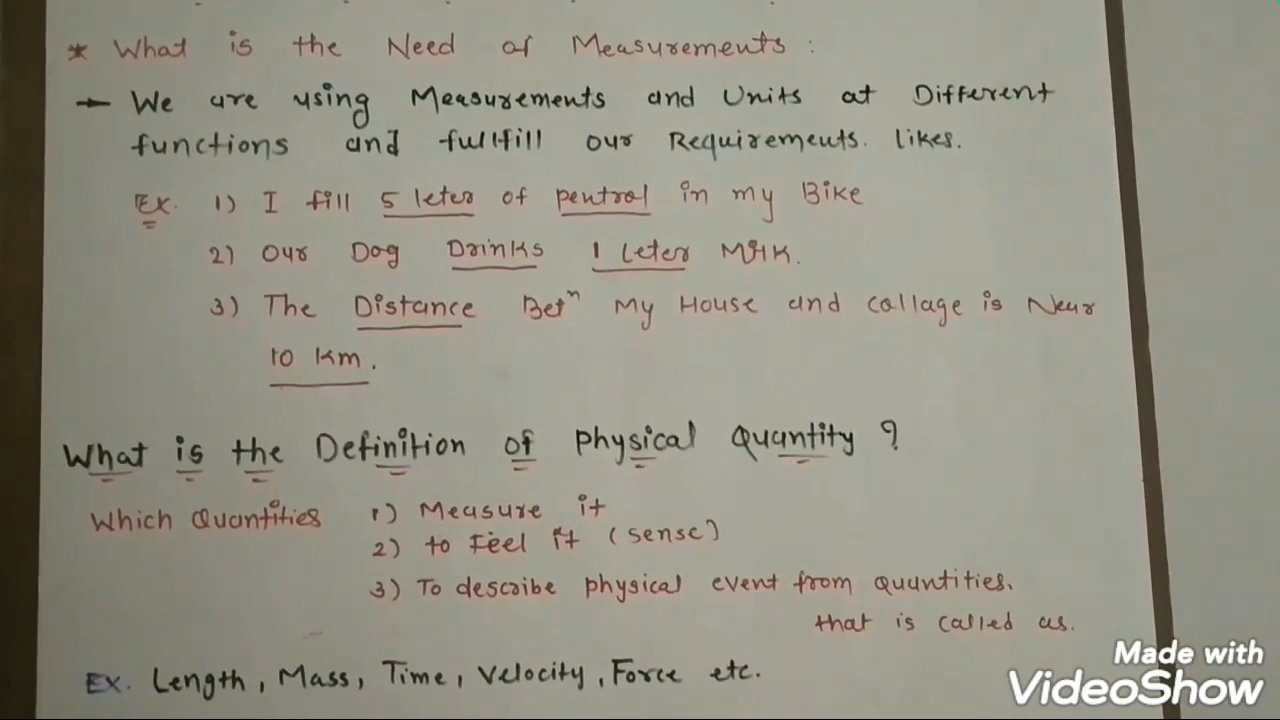 * What is the Need of Measurements :
→ We are using Measurements and Units at Different
functions and fullfill our Requirements. likes.
Ex. 1) I fill 5 leter of pentrol in my Bike
2) Our Dog Drinks 1 leter Milk.
3) The Distance Betⁿ My House and collage is Near
10 km.
What is the Definition of Physical Quantity ?
Which Quantities 1) Measure it
2) to Feel it (sense)
3) To describe physical event from quantities.
that is called as.
Ex. Length, Mass, Time, Velocity, Force etc.
Made with
VideoShow